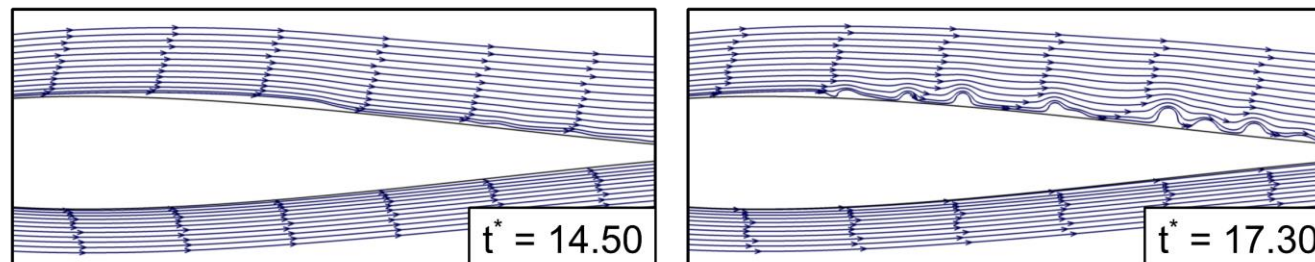 t* = 14.50
t* = 17.30